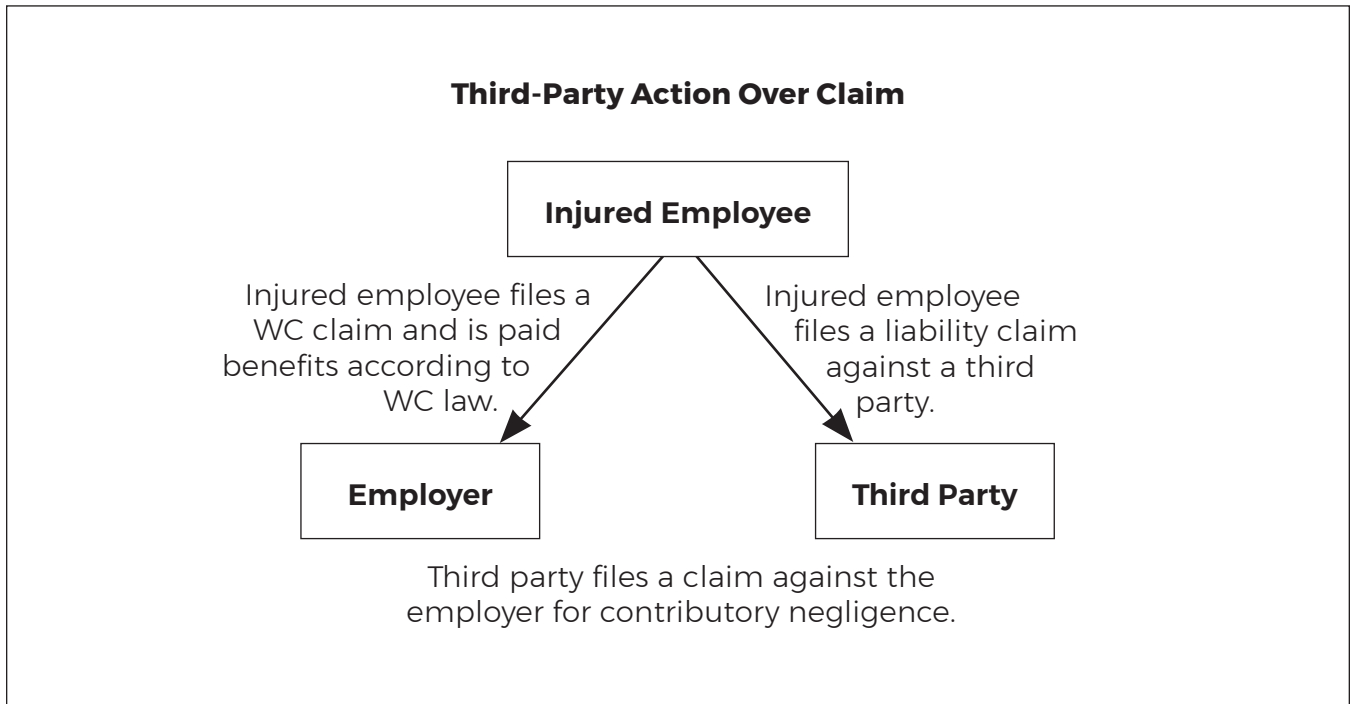 Third-Party Action Over Claim
Injured Employee
Injured employee files a
WC claim and is paid
benefits according to
WC law.
Injured employee
files a liability claim
against a third
party.
Employer
Third Party
Third party files a claim against the
employer for contributory negligence.